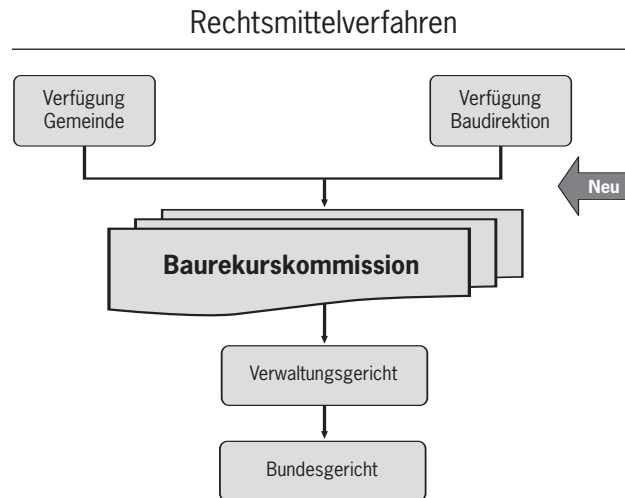 Rechtsmittelverfahren
Verfügung
Gemeinde
Verfügung
Baudirektion
Neu
Baurekurskommission
Verwaltungsgericht
Bundesgericht